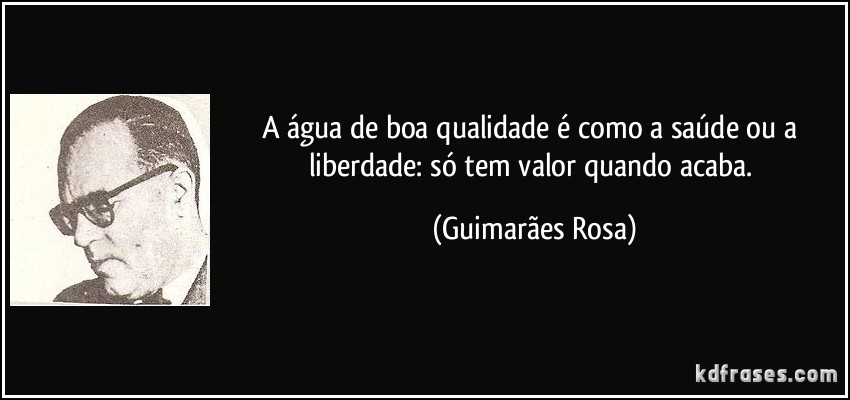 A água de boa qualidade é como a saúde ou a
liberdade: só tem valor quando acaba.
(Guimarães Rosa)
kdfrases.com